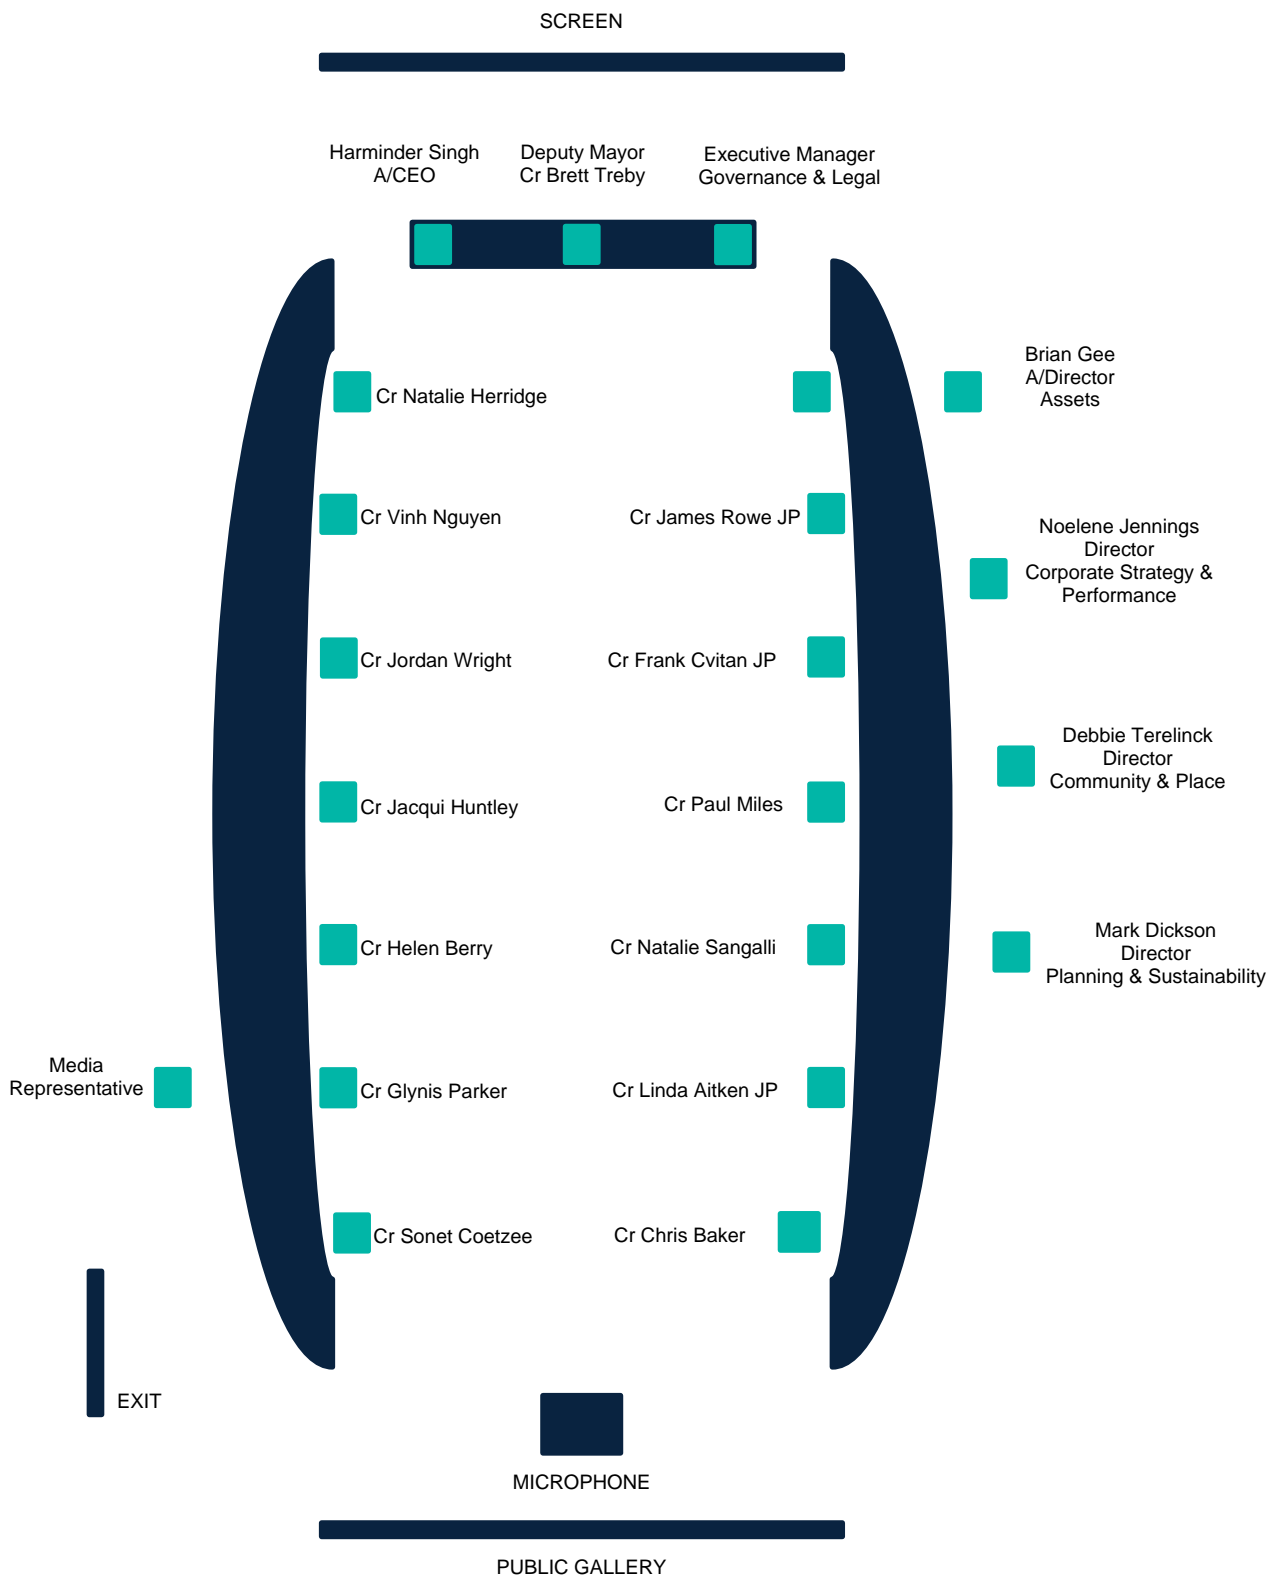 SCREEN
Harminder Singh
A/CEO
Deputy Mayor
Cr Brett Treby
Executive Manager
Governance & Legal
Brian Gee
A/Director
Assets
Cr Natalie Herridge
Cr Vinh Nguyen
Cr James Rowe JP
Noelene Jennings
Director
Corporate Strategy &
Performance
Cr Jordan Wright
Cr Frank Cvitan JP
Debbie Terelinck
Director
Community & Place
Cr Jacqui Huntley
Cr Paul Miles
Cr Helen Berry
Cr Natalie Sangalli
Mark Dickson
Director
Planning & Sustainability
Media
Representative
Cr Glynis Parker
Cr Linda Aitken JP
Cr Sonet Coetzee
Cr Chris Baker
EXIT
MICROPHONE
PUBLIC GALLERY